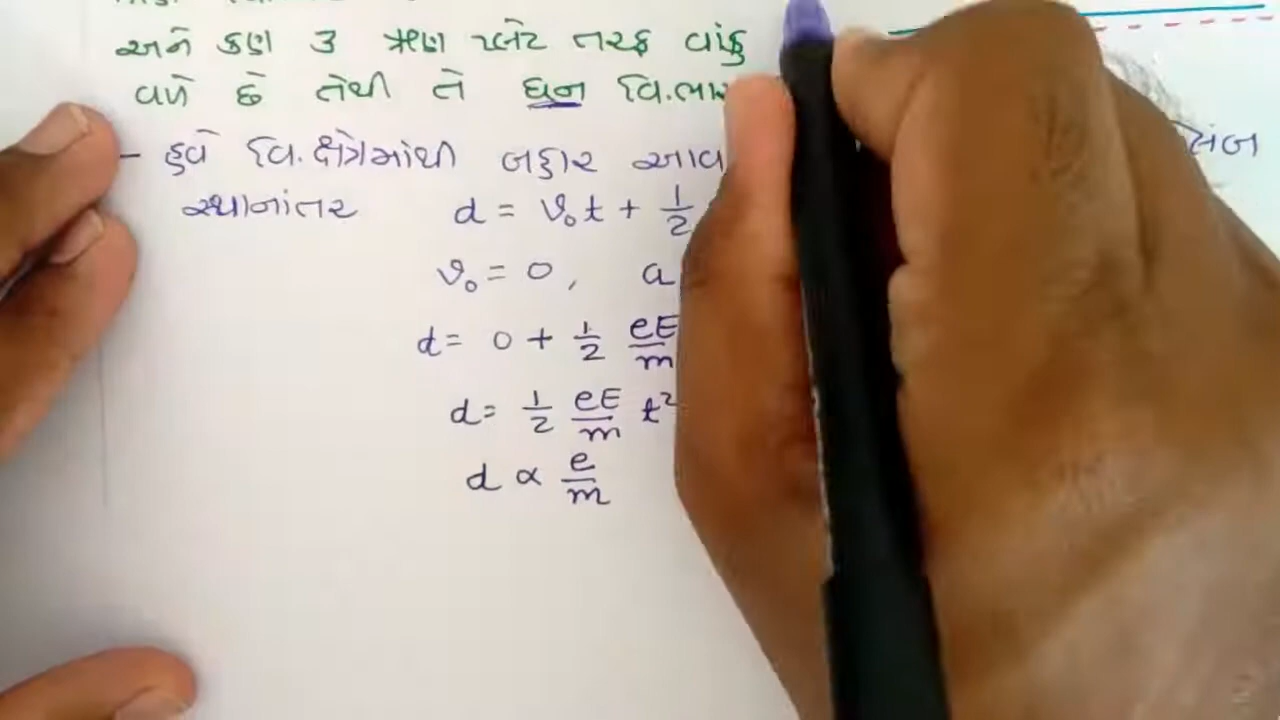 અને કણ 3 ઋણ પ્લેટ તરફ વાંકુ
વળે છે તેથી તે ધન વિ.ભાર
- હવે વિ.ક્ષેત્રમાંથી બહાર આવ લંબ
સ્થાનાંતર d = v₀t + 1/2
v₀ = 0, a
d = 0 + 1/2 eE/m
d = 1/2 eE/m t²
d ∝ e/m